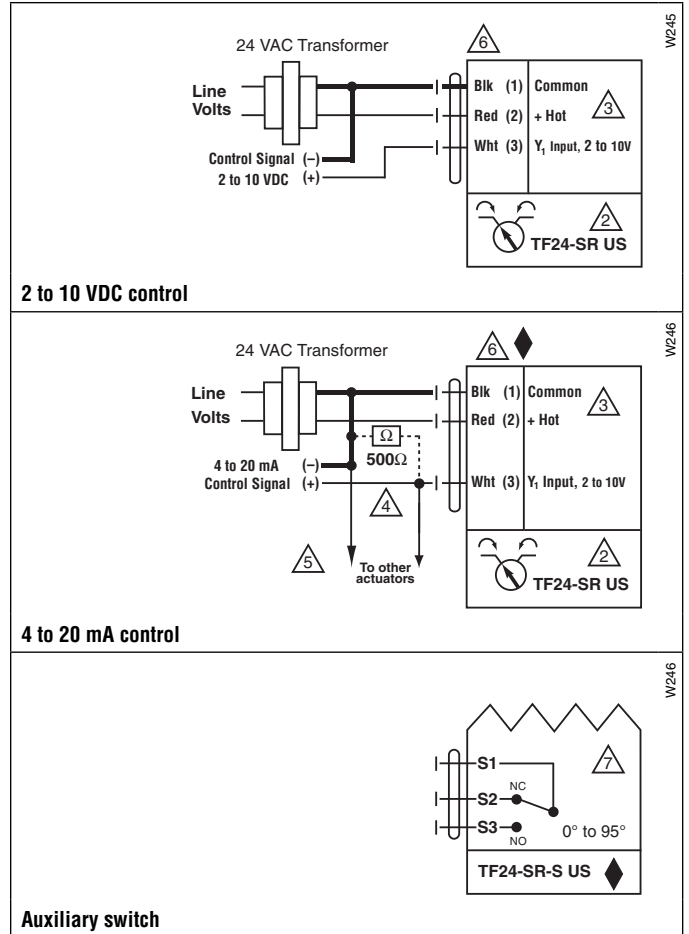 W245
24 VAC Transformer
6
Line
Volts
Blk (1) Common
3
Red (2) + Hot
Wht (3) Y1 Input, 2 to 10V
Control Signal (–)
2 to 10 VDC (+)
2
TF24-SR US
2 to 10 VDC control
W246
24 VAC Transformer
6
Line
Volts
Blk (1) Common
3
Red (2) + Hot
Ω
500Ω
4 to 20 mA (–)
Control Signal (+)
Wht (3) Y1 Input, 2 to 10V
4
5
To other
actuators
2
TF24-SR US
4 to 20 mA control
W246
7
S1
S2 NC
S3 NO
0° to 95°
TF24-SR-S US
Auxiliary switch